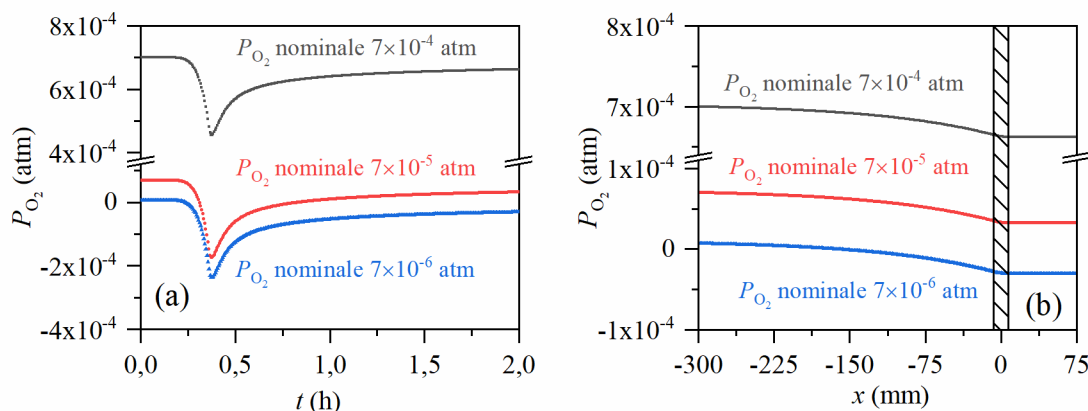 8x10⁻⁴
6x10⁻⁴
4x10⁻⁴
0
-2x10⁻⁴
-4x10⁻⁴
P_O₂ (atm)
P_O₂ nominale 7×10⁻⁴ atm
P_O₂ nominale 7×10⁻⁵ atm
P_O₂ nominale 7×10⁻⁶ atm
(a)
0,0 0,5 1,0 1,5 2,0
t (h)
8x10⁻⁴
7x10⁻⁴
1x10⁻⁴
0
-1x10⁻⁴
P_O₂ (atm)
P_O₂ nominale 7×10⁻⁴ atm
P_O₂ nominale 7×10⁻⁵ atm
P_O₂ nominale 7×10⁻⁶ atm
(b)
-300 -225 -150 -75 0 75
x (mm)